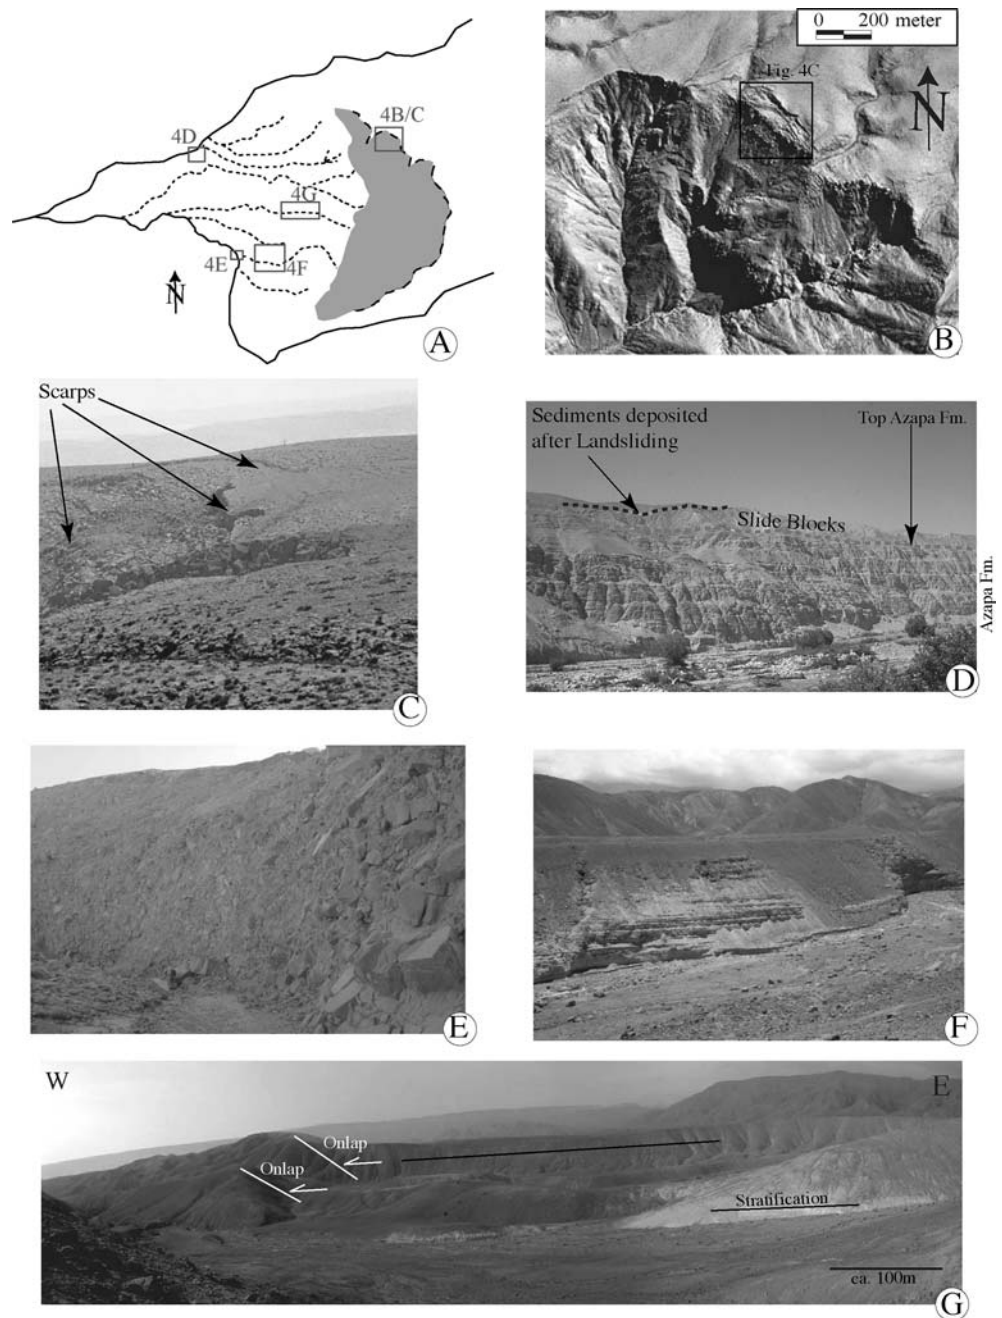 4D
4B/C
4G
4E
4F
N
A
0 200 meter
Fig. 4C
N
B
Scarps
C
Sediments deposited
after Landsliding
Top Azapa Fm.
Slide Blocks
Azapa Fm.
D
E
F
W
E
Onlap
Onlap
Stratification
ca. 100m
G